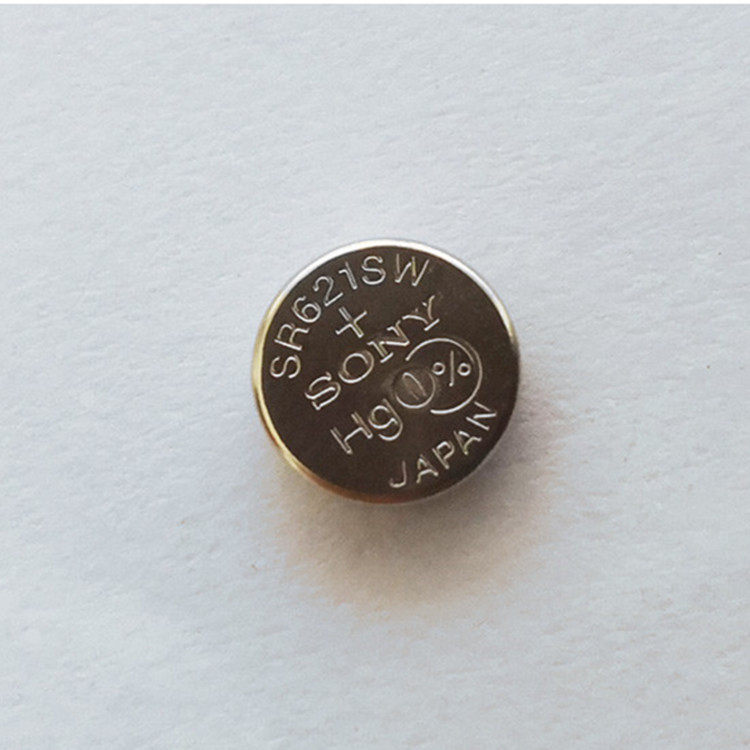 SR621SW
+
SONY
Hg0%
JAPAN